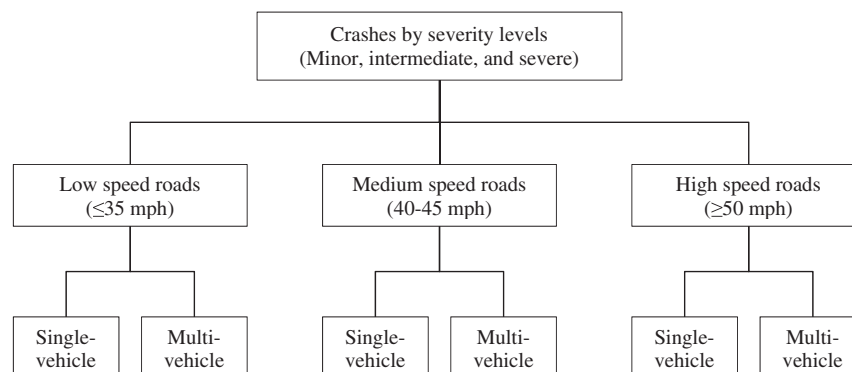 Crashes by severity levels
(Minor, intermediate, and severe)
Low speed roads
(≤35 mph)
Medium speed roads
(40-45 mph)
High speed roads
(≥50 mph)
Single-
vehicle
Multi-
vehicle
Single-
vehicle
Multi-
vehicle
Single-
vehicle
Multi-
vehicle